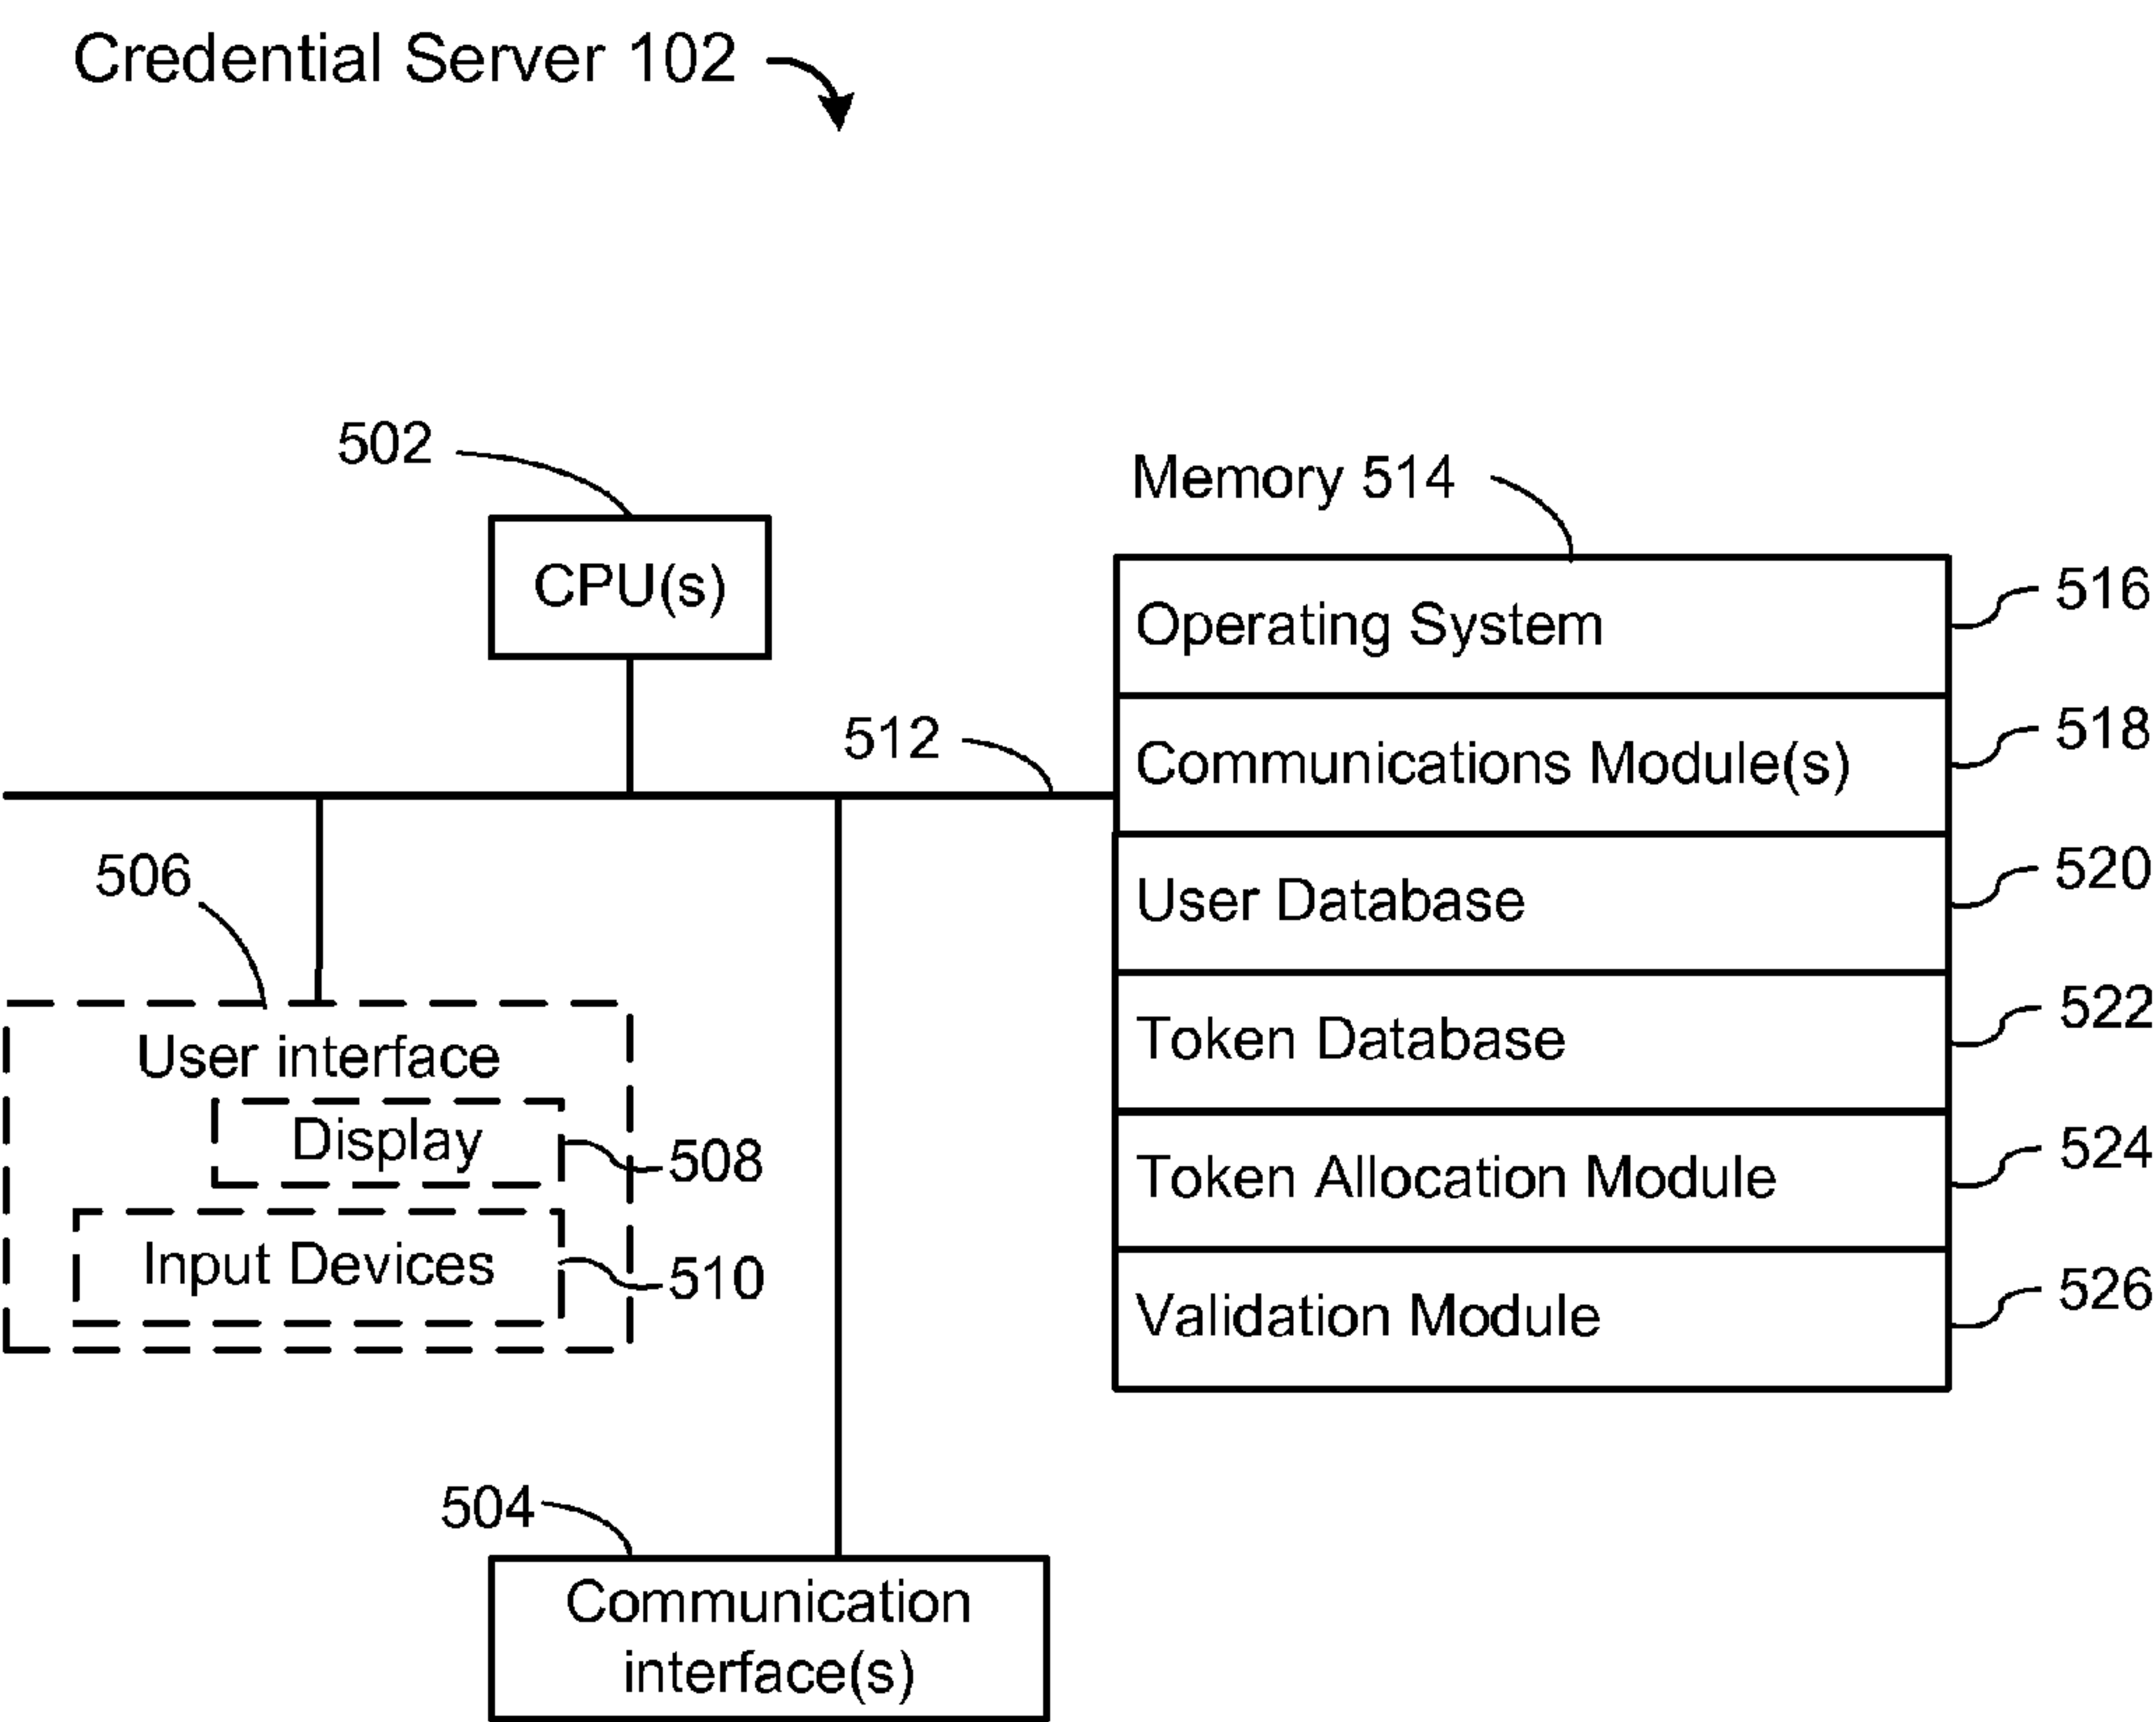 Credential Server 102
502
CPU(s)
Memory 514
Operating System
516
512
Communications Module(s)
518
506
User Database
520
User interface
Token Database
522
Display
508
Token Allocation Module
524
Input Devices
510
Validation Module
526
504
Communication
interface(s)